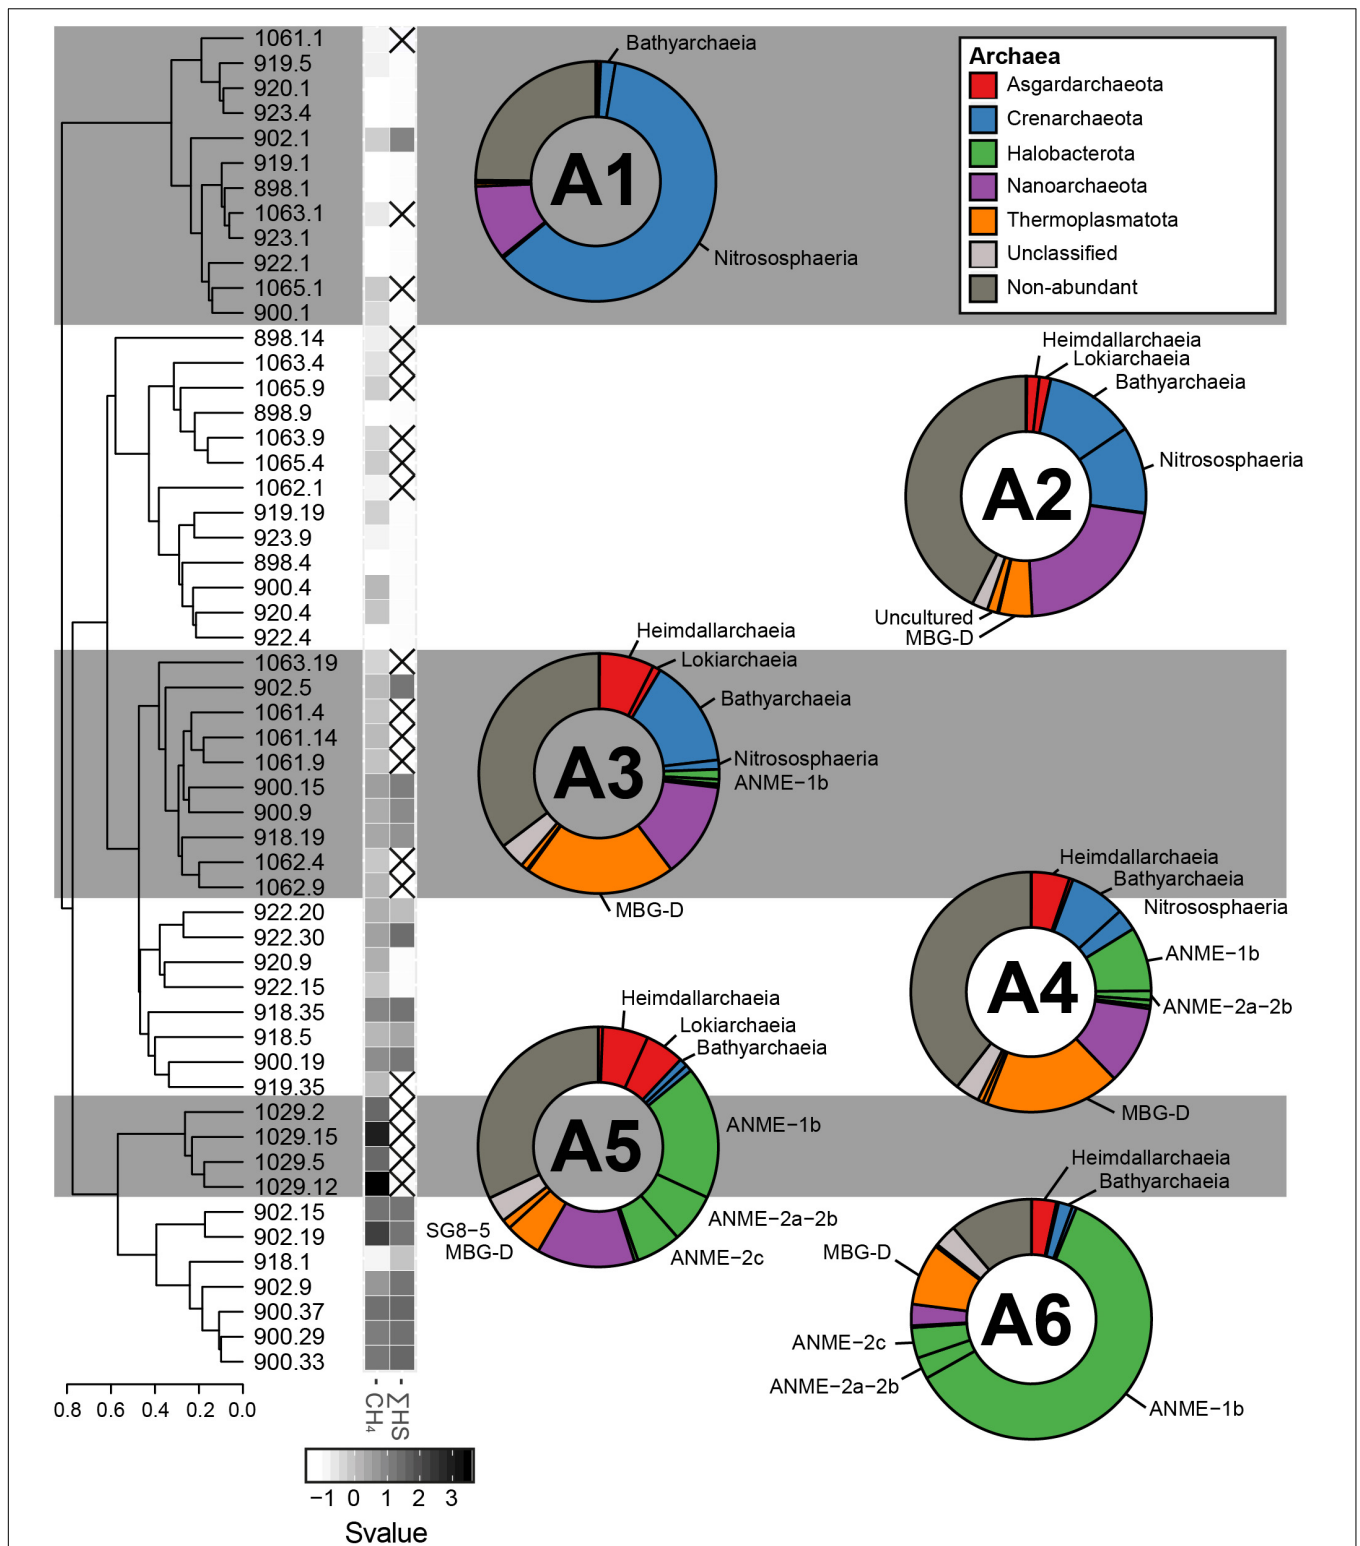 1061.1
919.5
920.1
923.4
902.1
919.1
898.1
1063.1
923.1
922.1
1065.1
900.1
898.14
1063.4
1065.9
898.9
1063.9
1065.4
1062.1
919.19
923.9
898.4
900.4
920.4
922.4
1063.19
902.5
1061.4
1061.14
1061.9
900.15
900.9
918.19
1062.4
1062.9
922.20
922.30
920.9
922.15
918.35
918.5
900.19
919.35
1029.2
1029.15
1029.5
1029.12
902.15
902.19
918.1
902.9
900.37
900.29
900.33
0.8 0.6 0.4 0.2 0.0
CH₄
ΣHS
−1 0 1 2 3
Svalue
Bathyarchaeia
A1
Nitrososphaeria
Archaea
Asgardarchaeota
Crenarchaeota
Halobacterota
Nanoarchaeota
Thermoplasmatota
Unclassified
Non-abundant
Heimdallarchaeia
Lokiarchaeia
Bathyarchaeia
Nitrososphaeria
A2
Uncultured
MBG-D
Heimdallarchaeia
Lokiarchaeia
Bathyarchaeia
Nitrososphaeria
ANME−1b
A3
MBG-D
Heimdallarchaeia
Bathyarchaeia
Nitrososphaeria
ANME−1b
A4
ANME−2a−2b
MBG-D
Heimdallarchaeia
Lokiarchaeia
Bathyarchaeia
ANME−1b
A5
ANME−2a−2b
SG8−5
MBG-D
ANME−2c
Heimdallarchaeia
Bathyarchaeia
MBG-D
A6
ANME−2c
ANME−2a−2b
ANME−1b